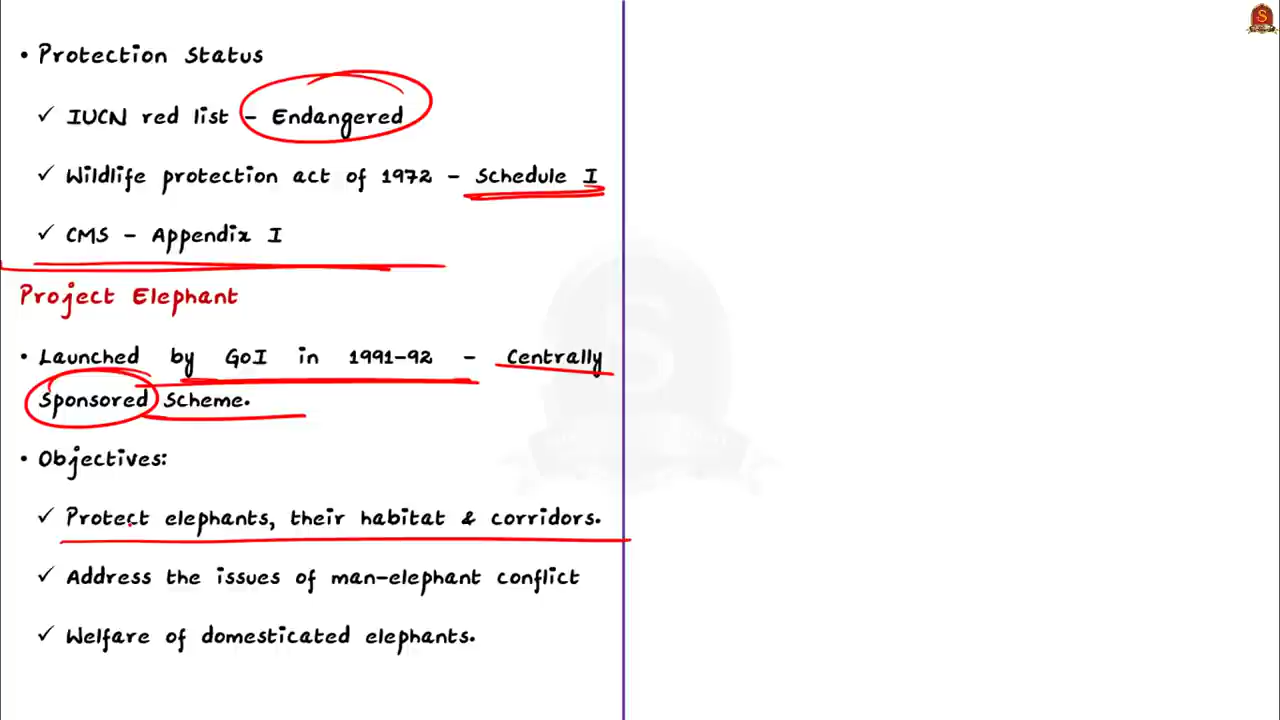 • Protection Status
✓ IUCN red list - Endangered
✓ Wildlife protection act of 1972 - Schedule I
✓ CMS - Appendix I
Project Elephant
• Launched by GoI in 1991-92 - Centrally
Sponsored Scheme.
• Objectives:
✓ Protect elephants, their habitat & corridors.
✓ Address the issues of man-elephant conflict
✓ Welfare of domesticated elephants.